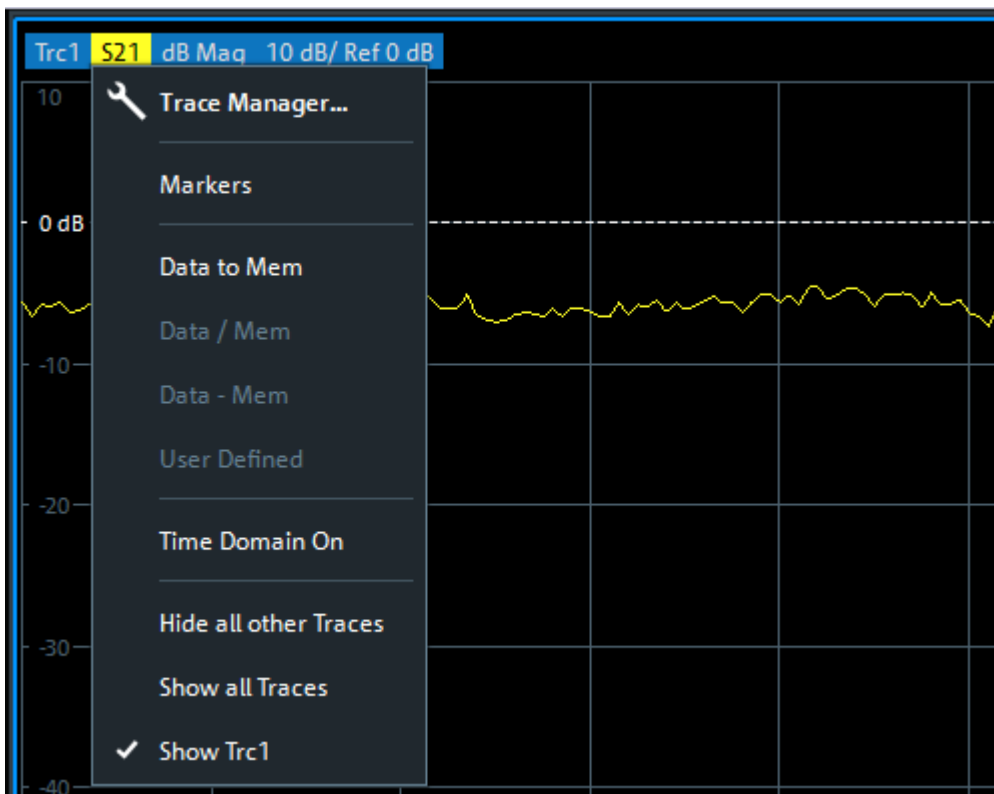 Trc1 S21 dB Mag 10 dB/ Ref 0 dB
10
Trace Manager...
Markers
0 dB
Data to Mem
Data / Mem
-10
Data - Mem
User Defined
-20
Time Domain On
Hide all other Traces
-30
Show all Traces
Show Trc1
-40